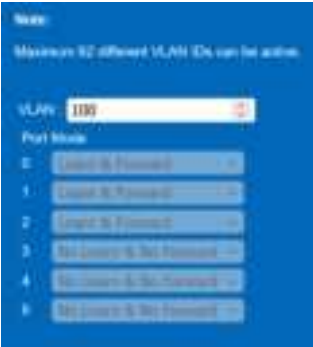 Note:
Maximum 62 different VLAN IDs can be active.
VLAN 100
Port Mode
0 Learn & Forward
1 Learn & Forward
2 Learn & Forward
3 No Learn & No Forward
4 No Learn & No Forward
5 No Learn & No Forward